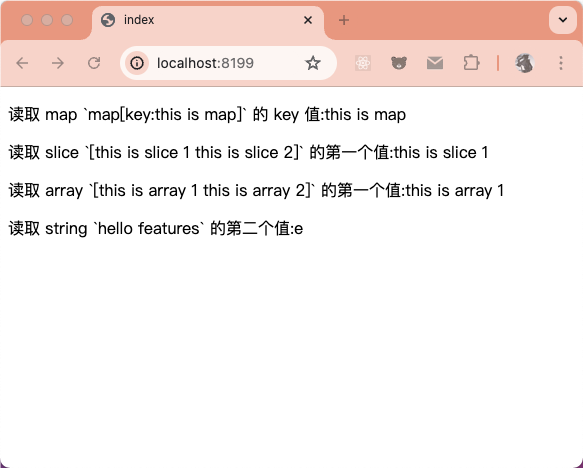 index
localhost:8199
读取 map `map[key:this is map]` 的 key 值:this is map
读取 slice `[this is slice 1 this is slice 2]` 的第一个值:this is slice 1
读取 array `[this is array 1 this is array 2]` 的第一个值:this is array 1
读取 string `hello features` 的第二个值:e